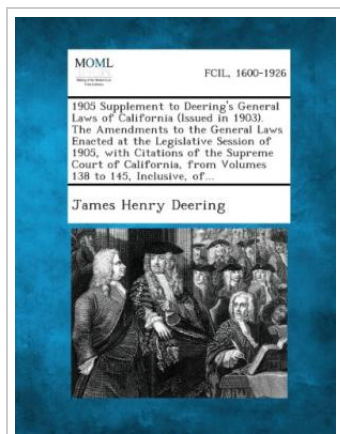 MOML
FCIL, 1600-1926
1905 Supplement to Deering's General
Laws of California (Issued in 1903).
The Amendments to the General Laws
Enacted at the Legislative Session of
1905, with Citations of the Supreme
Court of California, from Volumes
138 to 145, Inclusive, of...
James Henry Deering